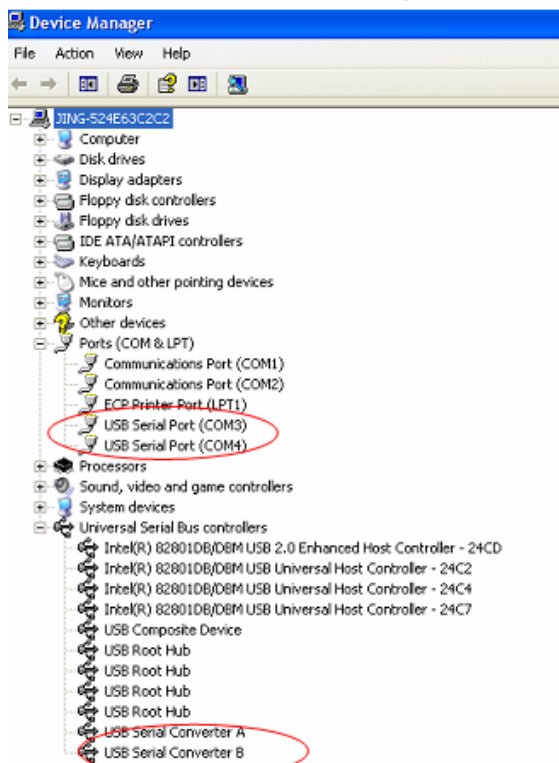 Device Manager
File Action View Help
JING-524E63C2C2
Computer
Disk drives
Display adapters
Floppy disk controllers
Floppy disk drives
IDE ATA/ATAPI controllers
Keyboards
Mice and other pointing devices
Monitors
Other devices
Ports (COM & LPT)
Communications Port (COM1)
Communications Port (COM2)
ECP Printer Port (LPT1)
USB Serial Port (COM3)
USB Serial Port (COM4)
Processors
Sound, video and game controllers
System devices
Universal Serial Bus controllers
Intel(R) 82801DB/DBM USB 2.0 Enhanced Host Controller - 24CD
Intel(R) 82801DB/DBM USB Universal Host Controller - 24C2
Intel(R) 82801DB/DBM USB Universal Host Controller - 24C4
Intel(R) 82801DB/DBM USB Universal Host Controller - 24C7
USB Composite Device
USB Root Hub
USB Root Hub
USB Root Hub
USB Root Hub
USB Serial Converter A
USB Serial Converter B